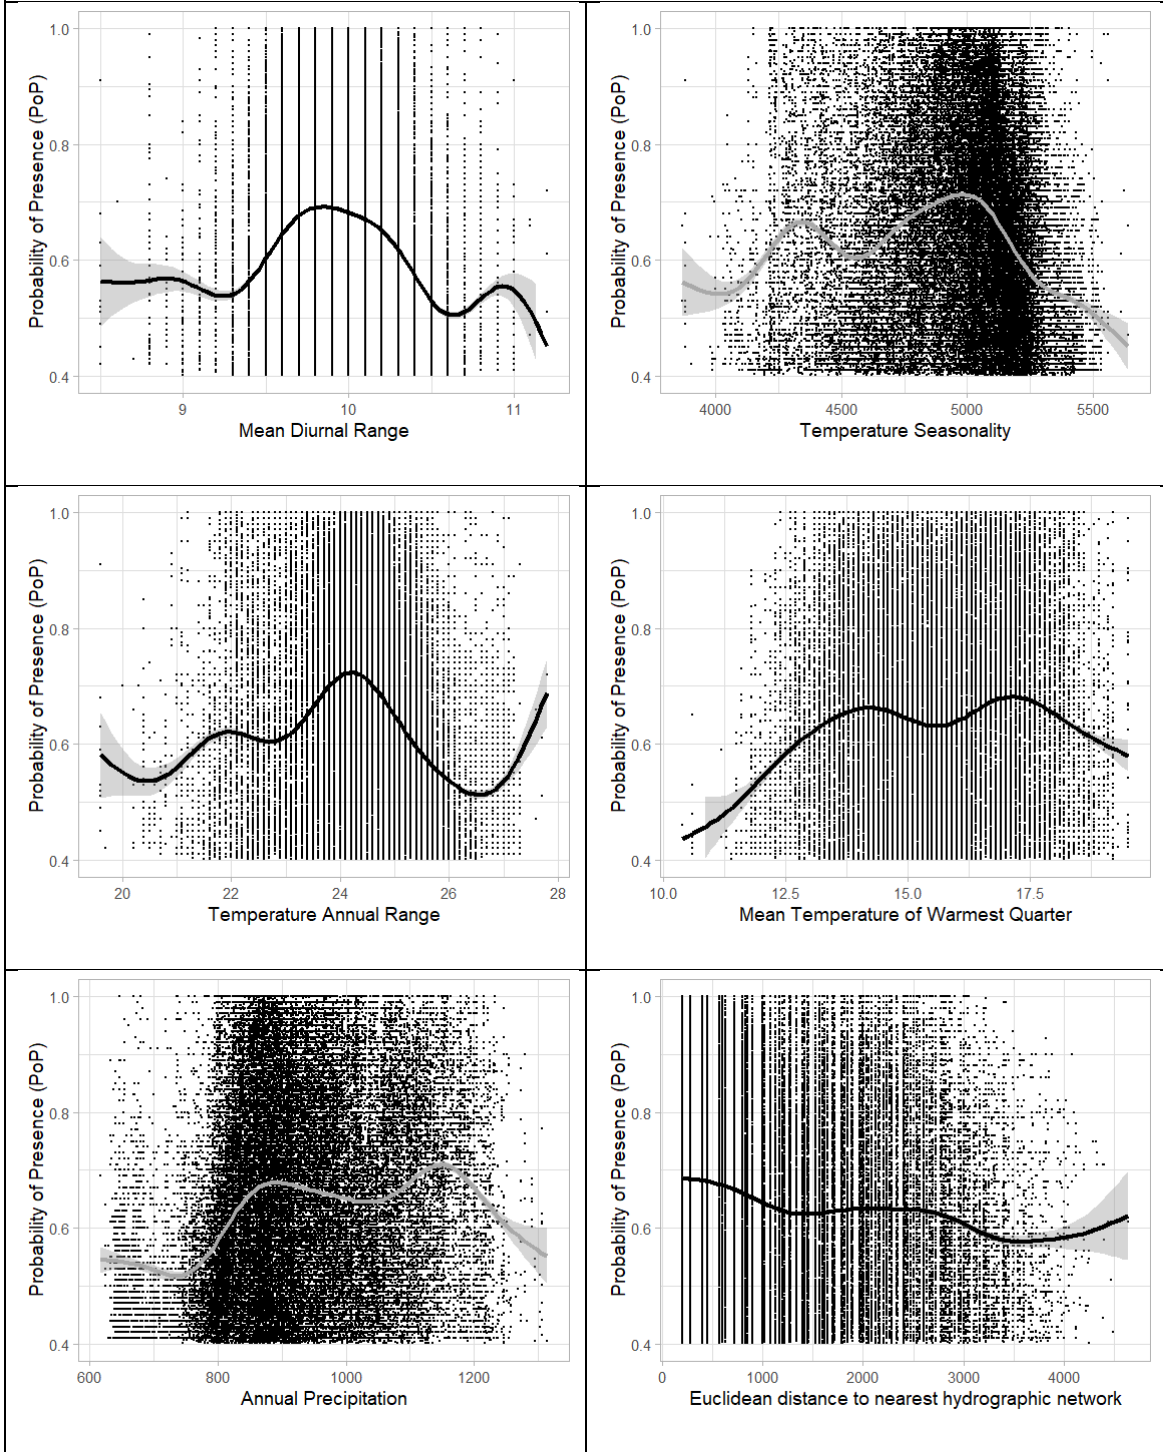 1.0
0.8
0.6
0.4
Probability of Presence (PoP)
9 10 11
Mean Diurnal Range
1.0
0.8
0.6
0.4
Probability of Presence (PoP)
4000 4500 5000 5500
Temperature Seasonality
1.0
0.8
0.6
0.4
Probability of Presence (PoP)
20 22 24 26 28
Temperature Annual Range
1.0
0.8
0.6
0.4
Probability of Presence (PoP)
10.0 12.5 15.0 17.5
Mean Temperature of Warmest Quarter
1.0
0.8
0.6
0.4
Probability of Presence (PoP)
600 800 1000 1200
Annual Precipitation
1.0
0.8
0.6
0.4
Probability of Presence (PoP)
0 1000 2000 3000 4000
Euclidean distance to nearest hydrographic network